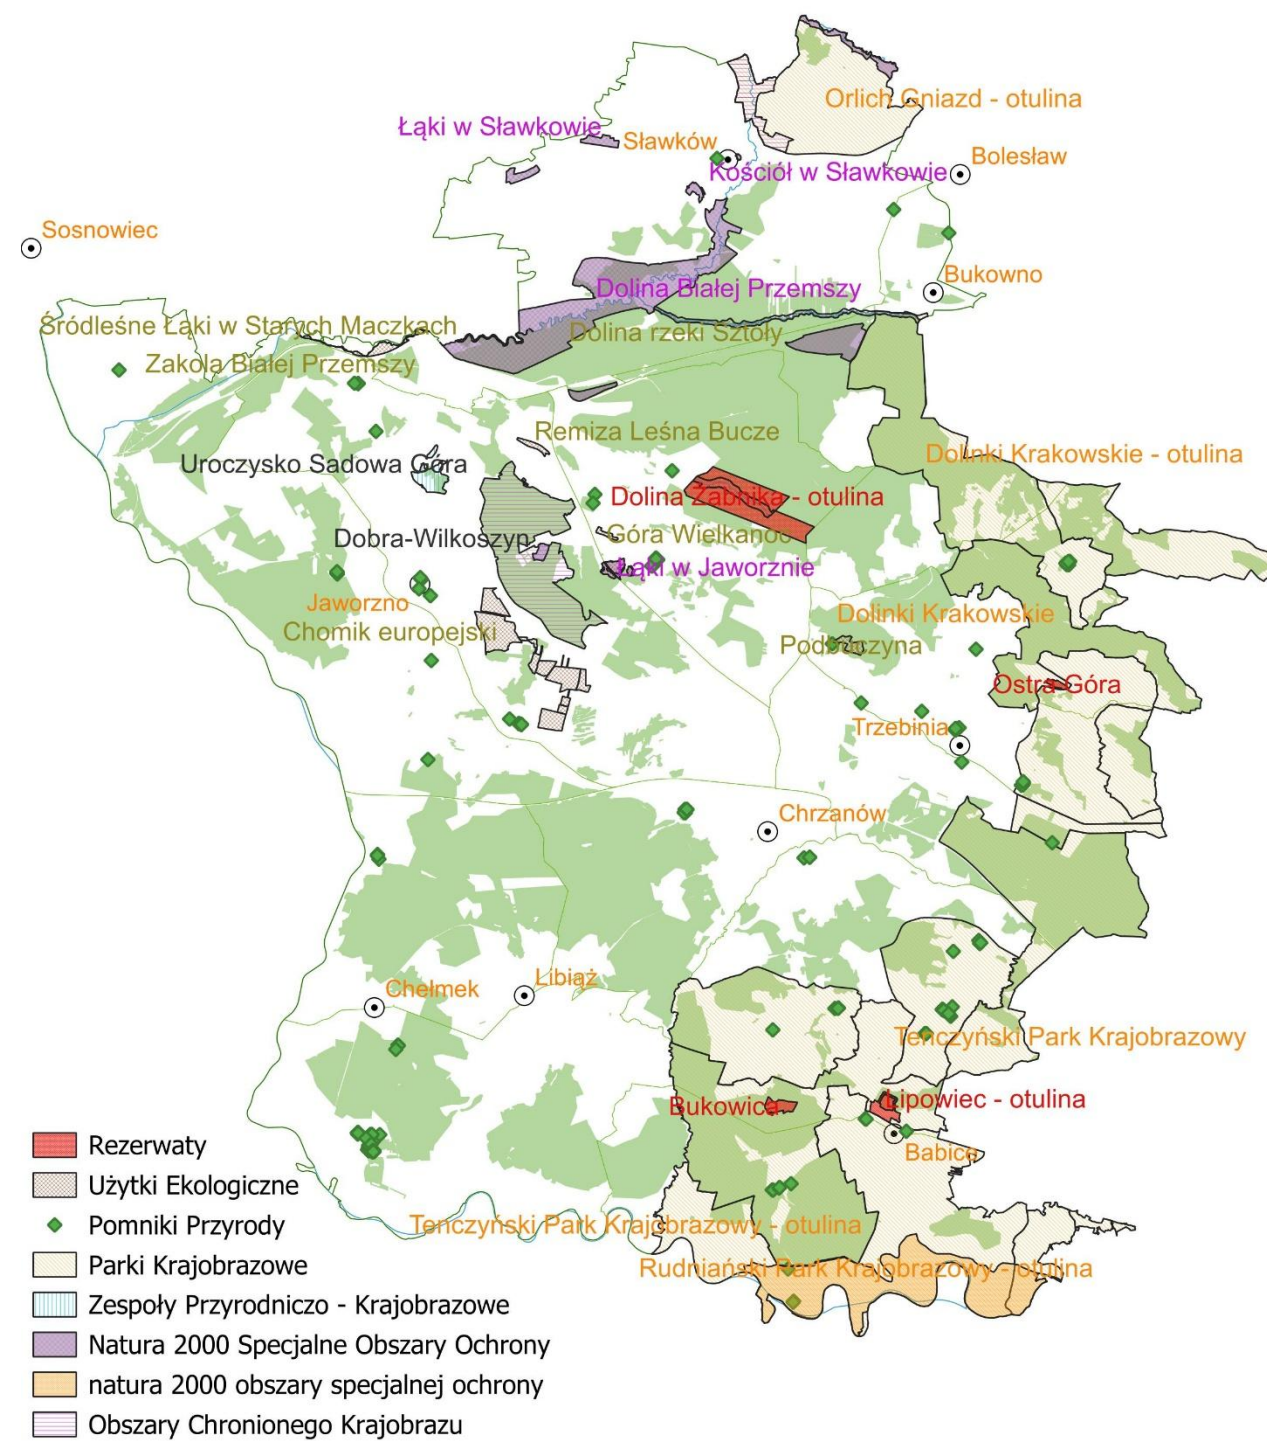 Orlich Gniazd - otulina
Łąki w Sławkowie
Sławków
Bolesław
Kościół w Sławkowie
Sosnowiec
Bukowno
Dolina Białej Przemszy
Śródleśne Łąki w Starych Maczkach
Dolina rzeki Sztoły
Zakola Białej Przemszy
Remiza Leśna Bucze
Dolinki Krakowskie - otulina
Uroczysko Sadowa Góra
Dolina Żabnika - otulina
Góra Wielkanoc
Dobra-Wilkoszyn
Łąki w Jaworznie
Jaworzno
Dolinki Krakowskie
Chomik europejski
Podbuczyna
Ostra Góra
Trzebinia
Chrzanów
Libiąż
Chełmek
Tenczyński Park Krajobrazowy
Bukowica
Lipowiec - otulina
Babice
Tenczyński Park Krajobrazowy - otulina
Rudniański Park Krajobrazowy - otulina
Rezerwaty
Użytki Ekologiczne
Pomniki Przyrody
Parki Krajobrazowe
Zespoły Przyrodniczo - Krajobrazowe
Natura 2000 Specjalne Obszary Ochrony
natura 2000 obszary specjalnej ochrony
Obszary Chronionego Krajobrazu